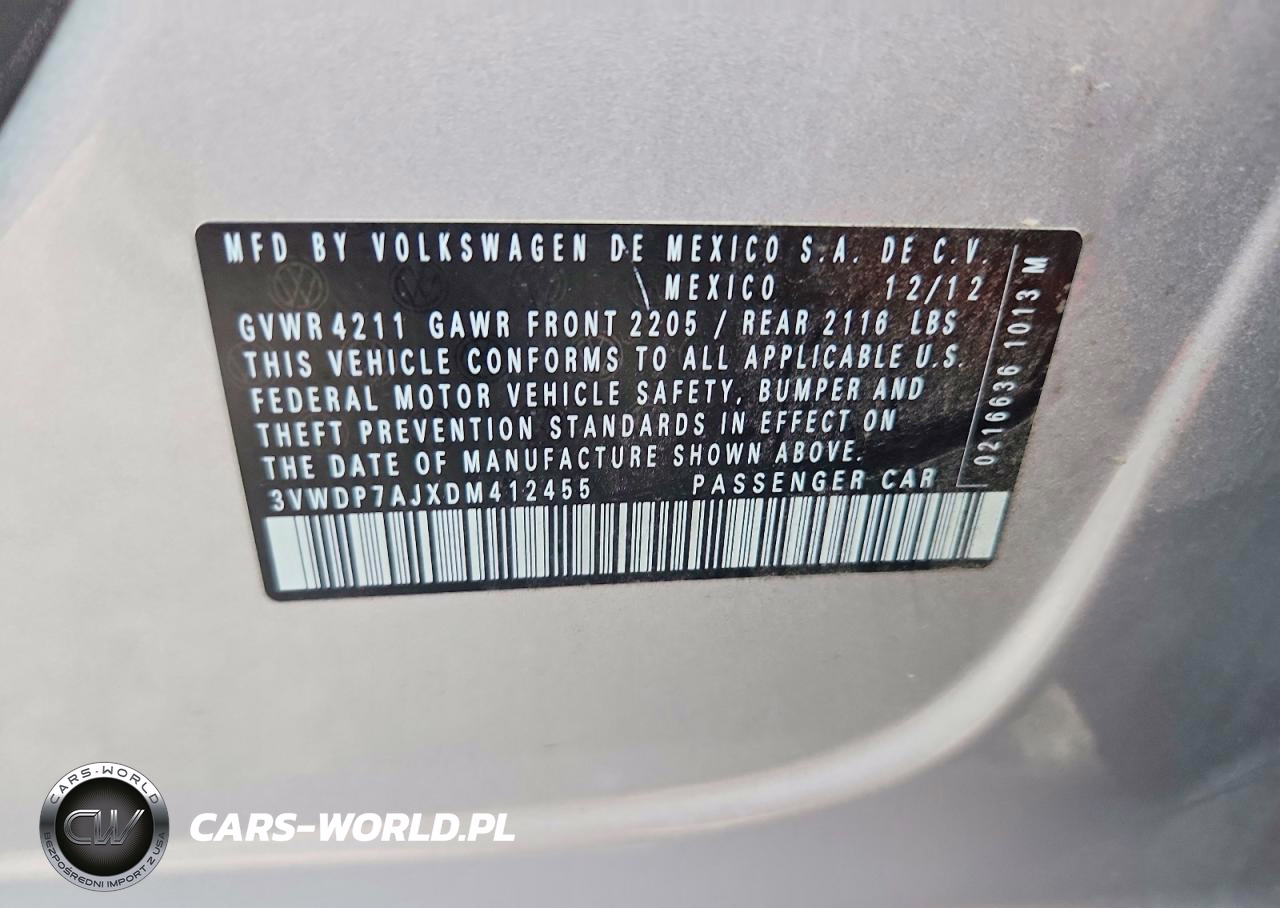 MFD BY VOLKSWAGEN DE MEXICO S.A. DE C.V.
MEXICO 12/12
GVWR 4211 GAWR FRONT 2205 / REAR 2116 LBS
THIS VEHICLE CONFORMS TO ALL APPLICABLE U.S.
FEDERAL MOTOR VEHICLE SAFETY, BUMPER AND
THEFT PREVENTION STANDARDS IN EFFECT ON
THE DATE OF MANUFACTURE SHOWN ABOVE.
3VWDP7AJXDM412455 PASSENGER CAR
0216636 1013 M
CARS-WORLD
CW
BEZPOŚREDNI IMPORT Z USA
CARS-WORLD.PL